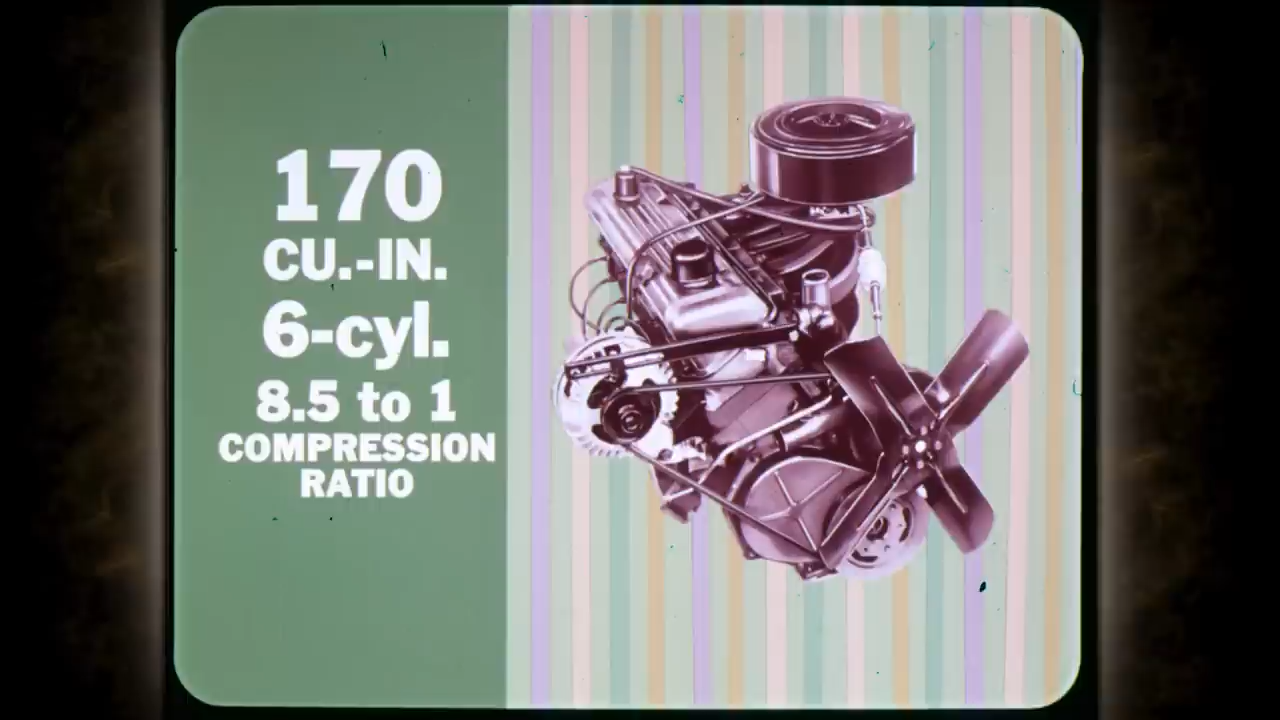 170
CU.-IN.
6-cyl.
8.5 to 1
COMPRESSION
RATIO